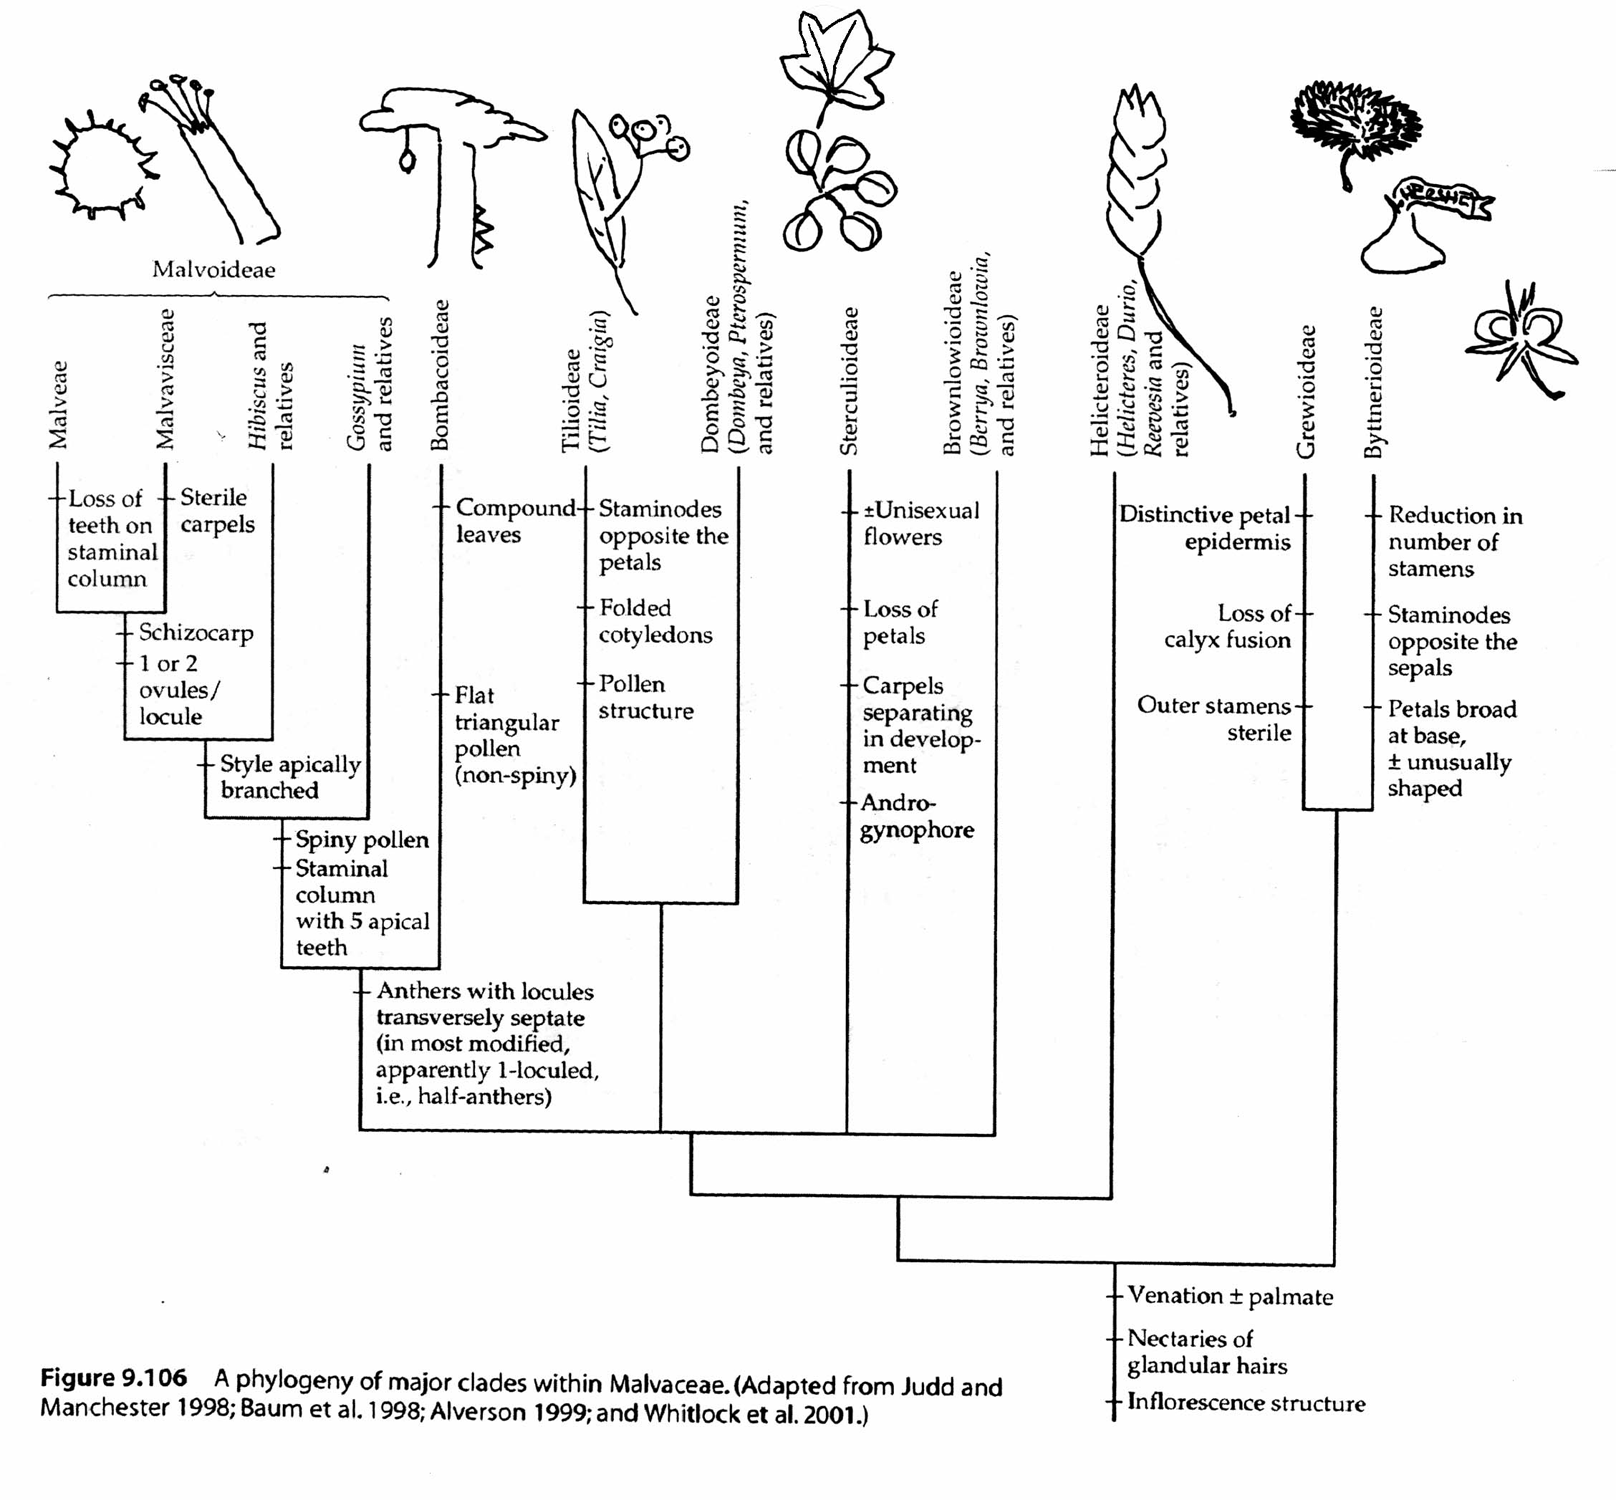 Malvoideae
Malveae
Malvavisceae
Hibiscus and
relatives
Gossypium
and relatives
Bombacoideae
Tilioideae
(Tilia, Craigia)
Dombeyoideae
(Dombeya, Pterospermum,
and relatives)
Sterculioideae
Brownlowioideae
(Berrya, Brownlowia,
and relatives)
Helicteroideae
(Helicteres, Durio,
Reevesia and
relatives)
Grewioideae
Byttnerioideae
Loss of
teeth on
staminal
column
Sterile
carpels
Schizocarp
1 or 2
ovules/
locule
Style apically
branched
Spiny pollen
Staminal
column
with 5 apical
teeth
Compound
leaves
Flat
triangular
pollen
(non-spiny)
Anthers with locules
transversely septate
(in most modified,
apparently 1-loculed,
i.e., half-anthers)
Staminodes
opposite the
petals
Folded
cotyledons
Pollen
structure
±Unisexual
flowers
Loss of
petals
Carpels
separating
in develop-
ment
Andro-
gynophore
Distinctive petal
epidermis
Loss of
calyx fusion
Outer stamens
sterile
Reduction in
number of
stamens
Staminodes
opposite the
sepals
Petals broad
at base,
± unusually
shaped
Venation ± palmate
Nectaries of
glandular hairs
Inflorescence structure
Figure 9.106 A phylogeny of major clades within Malvaceae. (Adapted from Judd and
Manchester 1998; Baum et al. 1998; Alverson 1999; and Whitlock et al. 2001.)